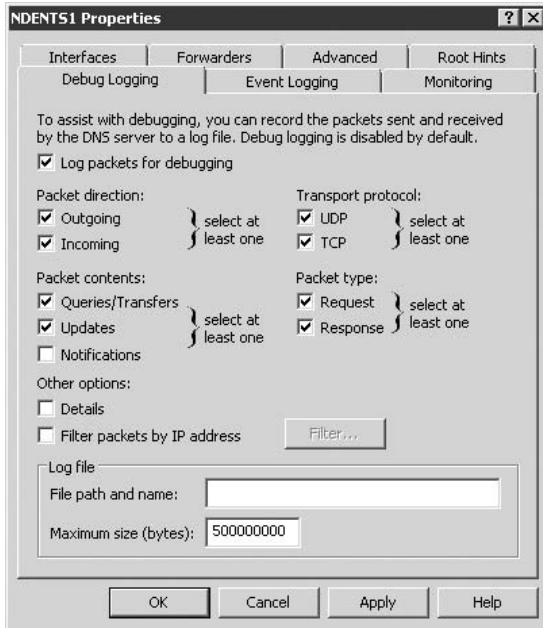 NDENTS1 Properties
Interfaces Forwarders Advanced Root Hints
Debug Logging Event Logging Monitoring
To assist with debugging, you can record the packets sent and received
by the DNS server to a log file. Debug logging is disabled by default.
Log packets for debugging
Packet direction:
Outgoing
Incoming
select at
least one
Transport protocol:
UDP
TCP
select at
least one
Packet contents:
Queries/Transfers
Updates
Notifications
select at
least one
Packet type:
Request
Response
select at
least one
Other options:
Details
Filter packets by IP address
Filter...
Log file
File path and name:
Maximum size (bytes): 500000000
OK Cancel Apply Help